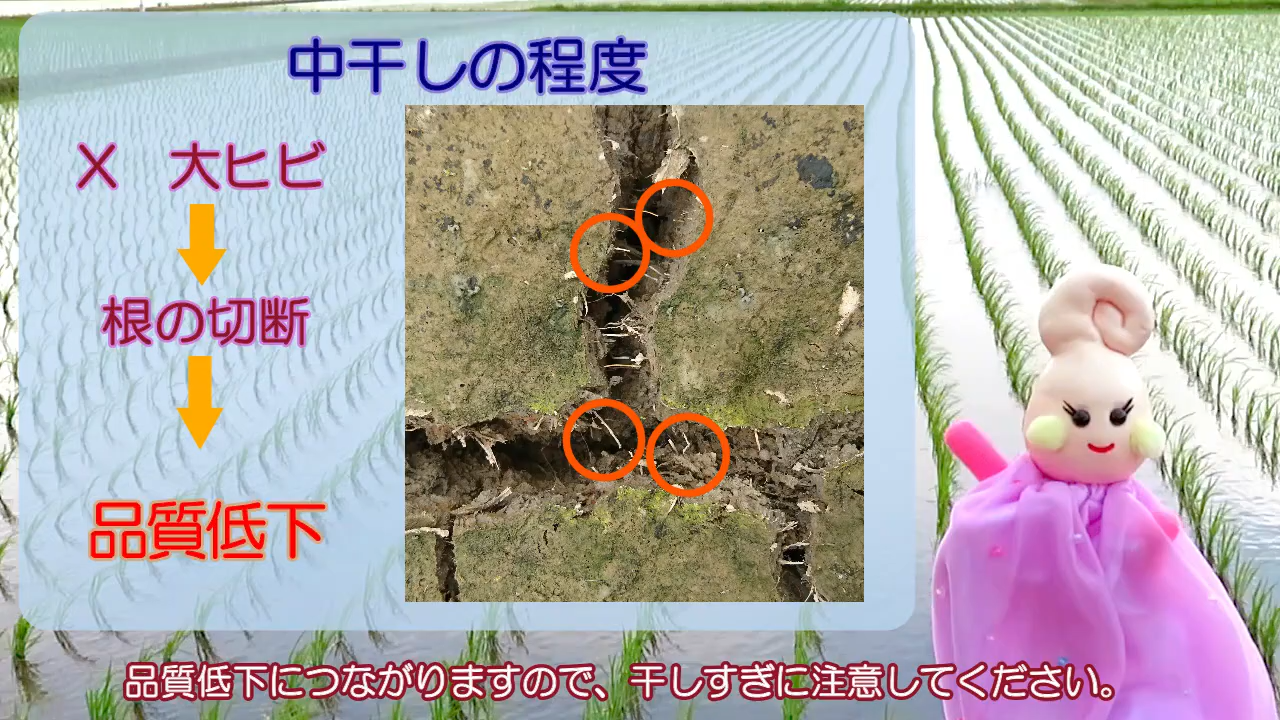 中干しの程度
× 大ヒビ
根の切断
品質低下
品質低下につながりますので、干しすぎに注意してください。